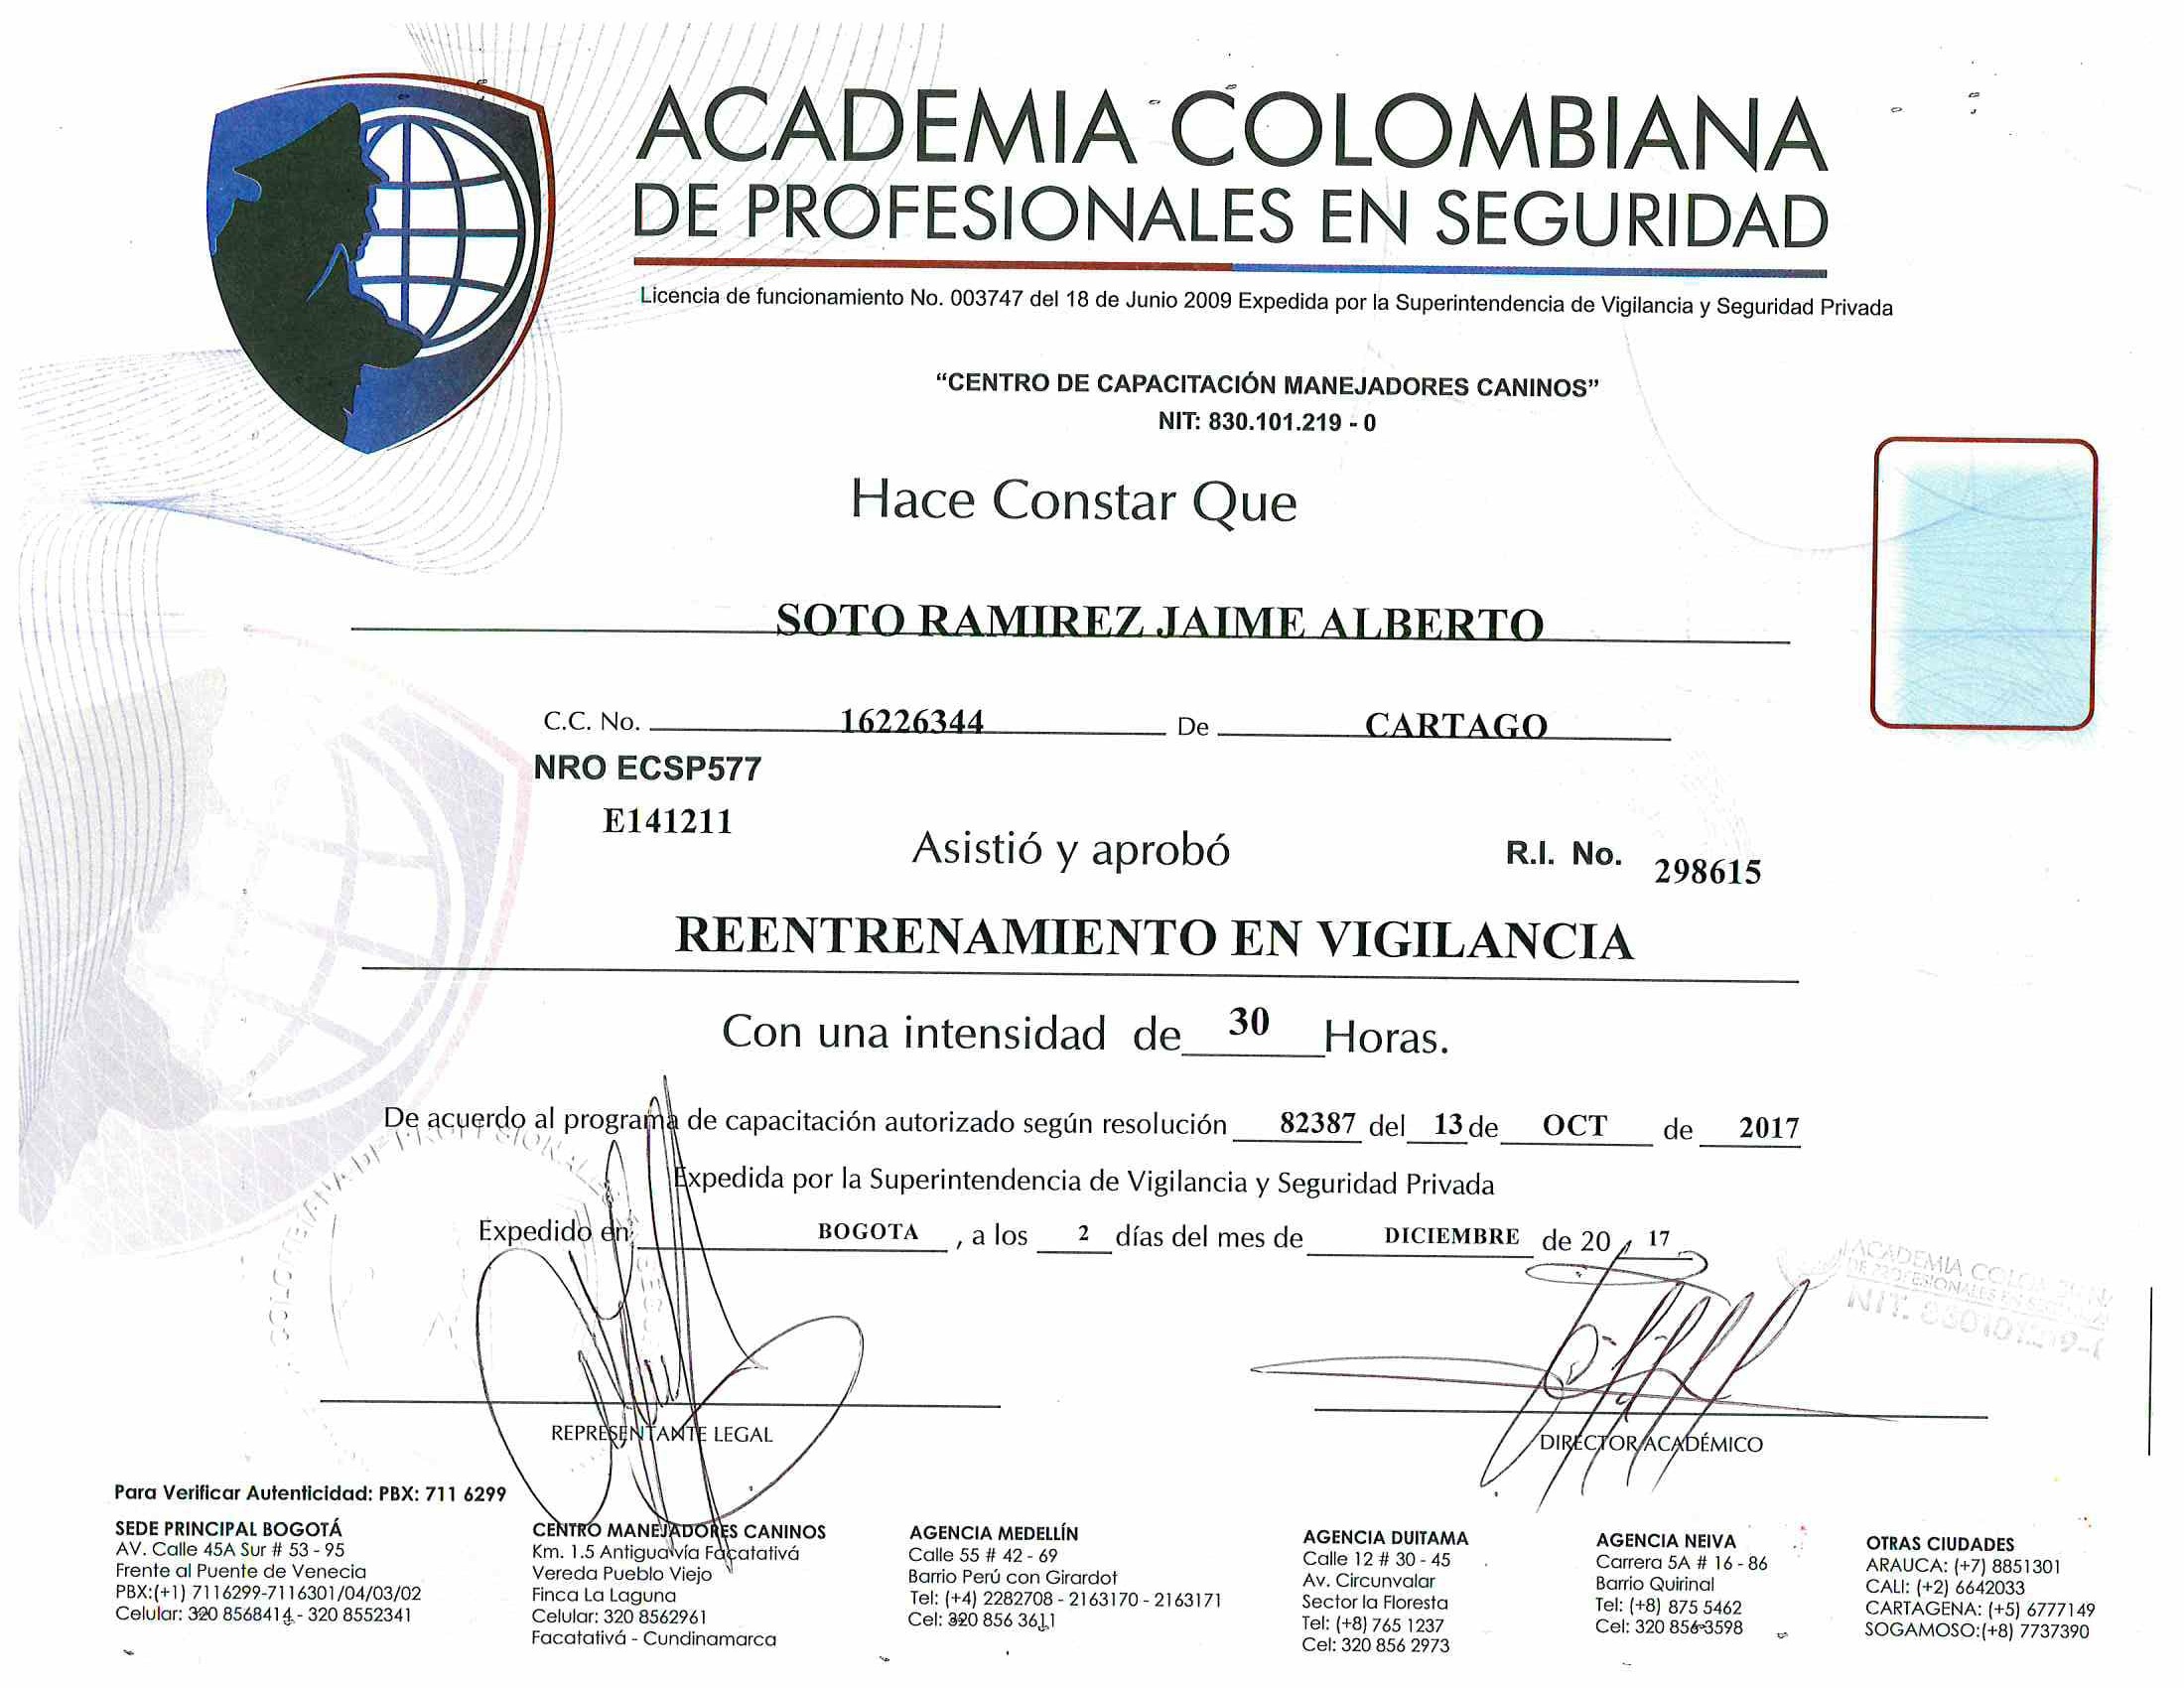 ACADEMIA COLOMBIANA
DE PROFESIONALES EN SEGURIDAD
Licencia de funcionamiento No. 003747 del 18 de Junio 2009 Expedida por la Superintendencia de Vigilancia y Seguridad Privada
“CENTRO DE CAPACITACIÓN MANEJADORES CANINOS”
NIT: 830.101.219 - 0
Hace Constar Que
SOTO RAMIREZ JAIME ALBERTO
C.C. No. 16226344 De CARTAGO
NRO ECSP577
E141211
Asistió y aprobó
R.I. No. 298615
REENTRENAMIENTO EN VIGILANCIA
Con una intensidad de 30 Horas.
De acuerdo al programa de capacitación autorizado según resolución 82387 del 13 de OCT de 2017
Expedida por la Superintendencia de Vigilancia y Seguridad Privada
Expedido en: BOGOTA , a los 2 días del mes de DICIEMBRE de 20 17
ACADEMIA
NIT.
REPRESENTANTE LEGAL
DIRECTOR ACADÉMICO
Para Verificar Autenticidad: PBX: 711 6299
SEDE PRINCIPAL BOGOTÁ
AV. Calle 45A Sur # 53 - 95
Frente al Puente de Venecia
PBX:(+1) 7116299-7116301/04/03/02
Celular: 320 8568414 - 320 8552341
CENTRO MANEJADORES CANINOS
Km. 1.5 Antigua vía Facatativá
Vereda Pueblo Viejo
Finca La Laguna
Celular: 320 8562961
Facatativá - Cundinamarca
AGENCIA MEDELLÍN
Calle 55 # 42 - 69
Barrio Perú con Girardot
Tel: (+4) 2282708 - 2163170 - 2163171
Cel: 320 856 3611
AGENCIA DUITAMA
Calle 12 # 30 - 45
Av. Circunvalar
Sector la Floresta
Tel: (+8) 765 1237
Cel: 320 856 2973
AGENCIA NEIVA
Carrera 5A # 16 - 86
Barrio Quirinal
Tel: (+8) 875 5462
Cel: 320 856-3598
OTRAS CIUDADES
ARAUCA: (+7) 8851301
CALI: (+2) 6642033
CARTAGENA: (+5) 6777149
SOGAMOSO:(+8) 7737390